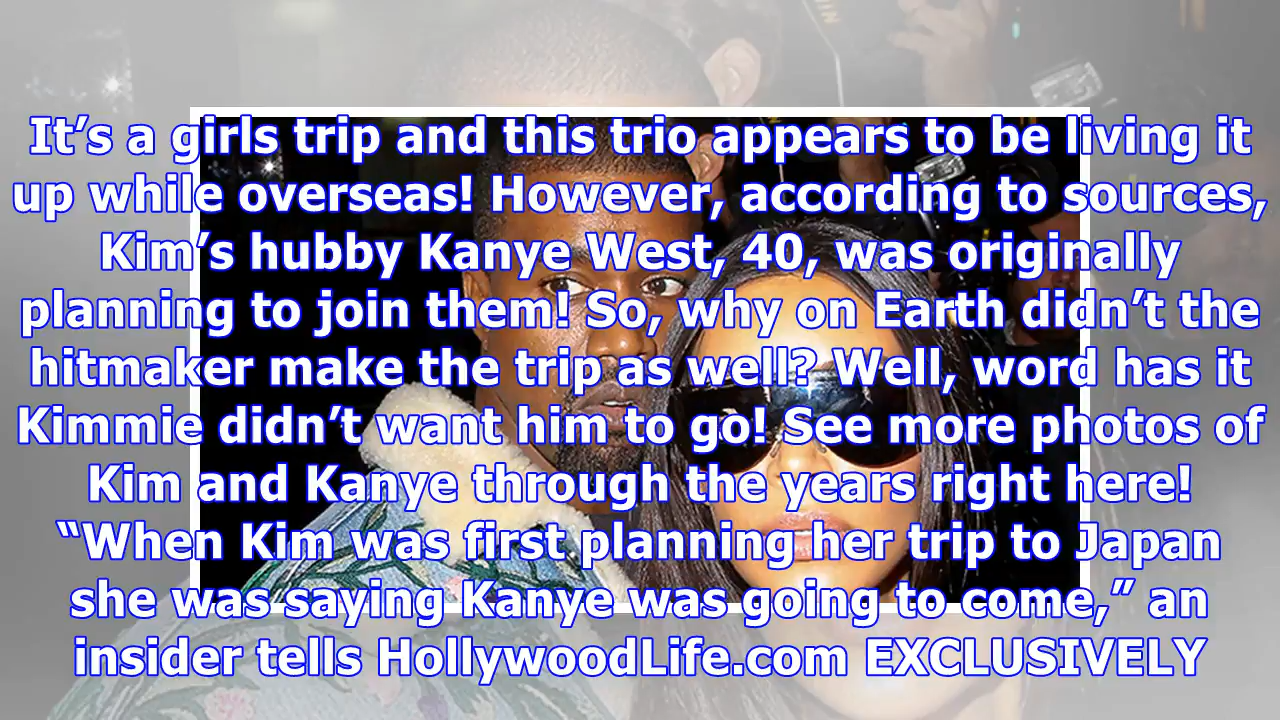 It’s a girls trip and this trio appears to be living it
up while overseas! However, according to sources,
Kim’s hubby Kanye West, 40, was originally
planning to join them! So, why on Earth didn’t the
hitmaker make the trip as well? Well, word has it
Kimmie didn’t want him to go! See more photos of
Kim and Kanye through the years right here!
“When Kim was first planning her trip to Japan
she was saying Kanye was going to come,” an
insider tells HollywoodLife.com EXCLUSIVELY